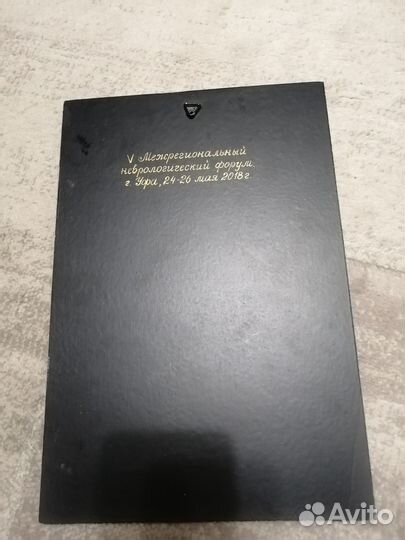 V Межрегиональный
неврологический форум.
г. Уфа, 24-26 мая 2018г.
Avito